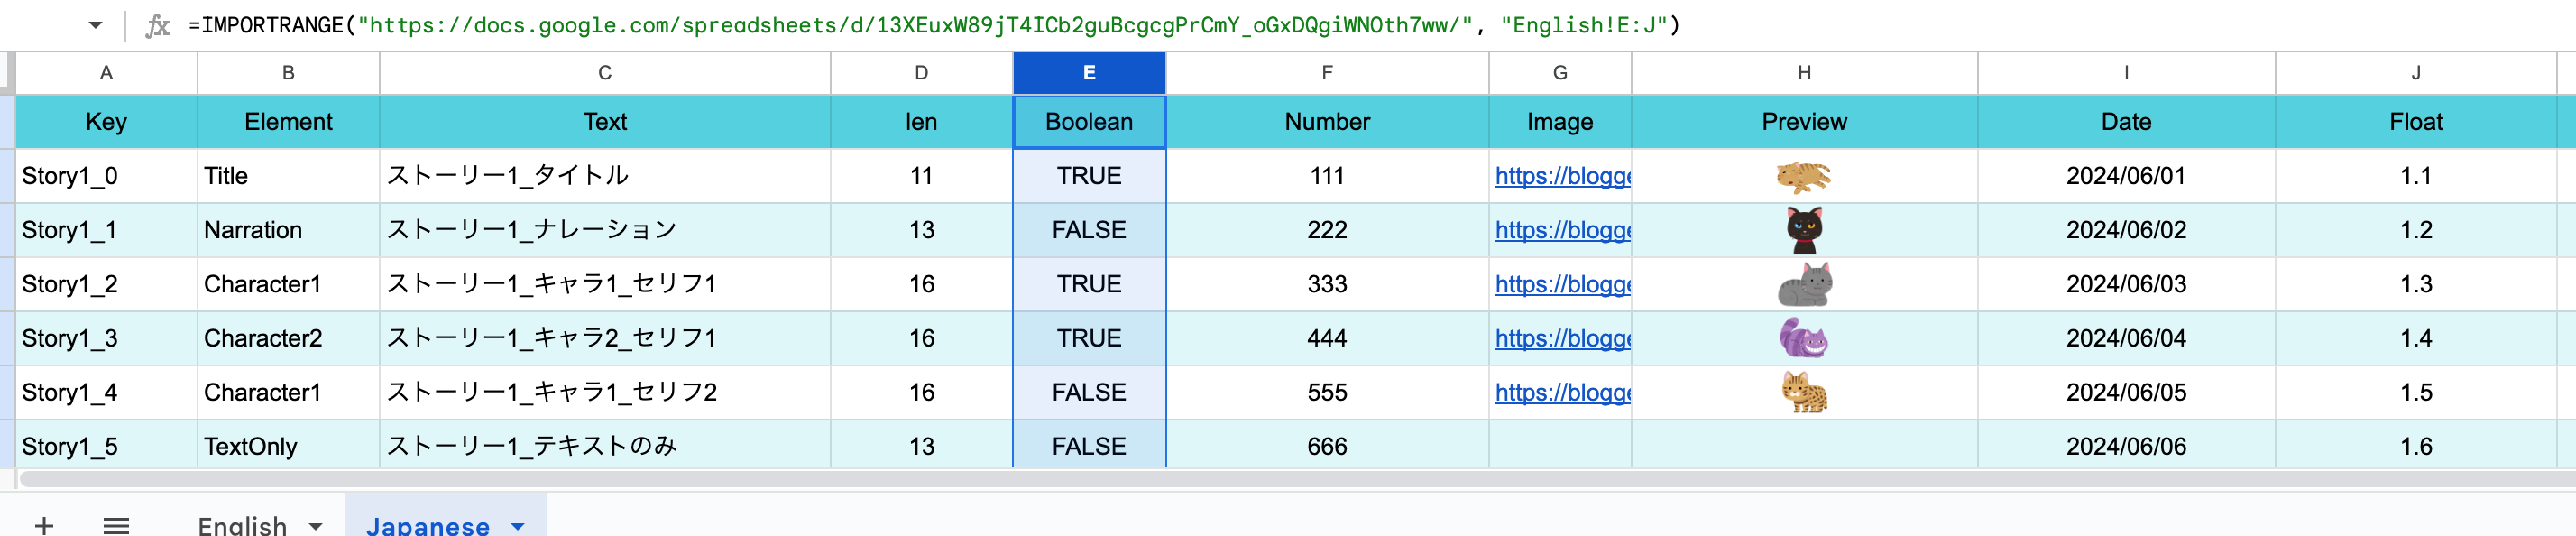 fx =IMPORTRANGE("https://docs.google.com/spreadsheets/d/13XEuxW89jT4ICb2guBcgcgPrCmY_oGxDQgiWNOth7ww/", "English!E:J")
A B C D E F G H I J
Key Element Text len Boolean Number Image Preview Date Float
Story1_0 Title ストーリー1_タイトル 11 TRUE 111 https://blogge 2024/06/01 1.1
Story1_1 Narration ストーリー1_ナレーション 13 FALSE 222 https://blogge 2024/06/02 1.2
Story1_2 Character1 ストーリー1_キャラ1_セリフ1 16 TRUE 333 https://blogge 2024/06/03 1.3
Story1_3 Character2 ストーリー1_キャラ2_セリフ1 16 TRUE 444 https://blogge 2024/06/04 1.4
Story1_4 Character1 ストーリー1_キャラ1_セリフ2 16 FALSE 555 https://blogge 2024/06/05 1.5
Story1_5 TextOnly ストーリー1_テキストのみ 13 FALSE 666 2024/06/06 1.6
English Japanese